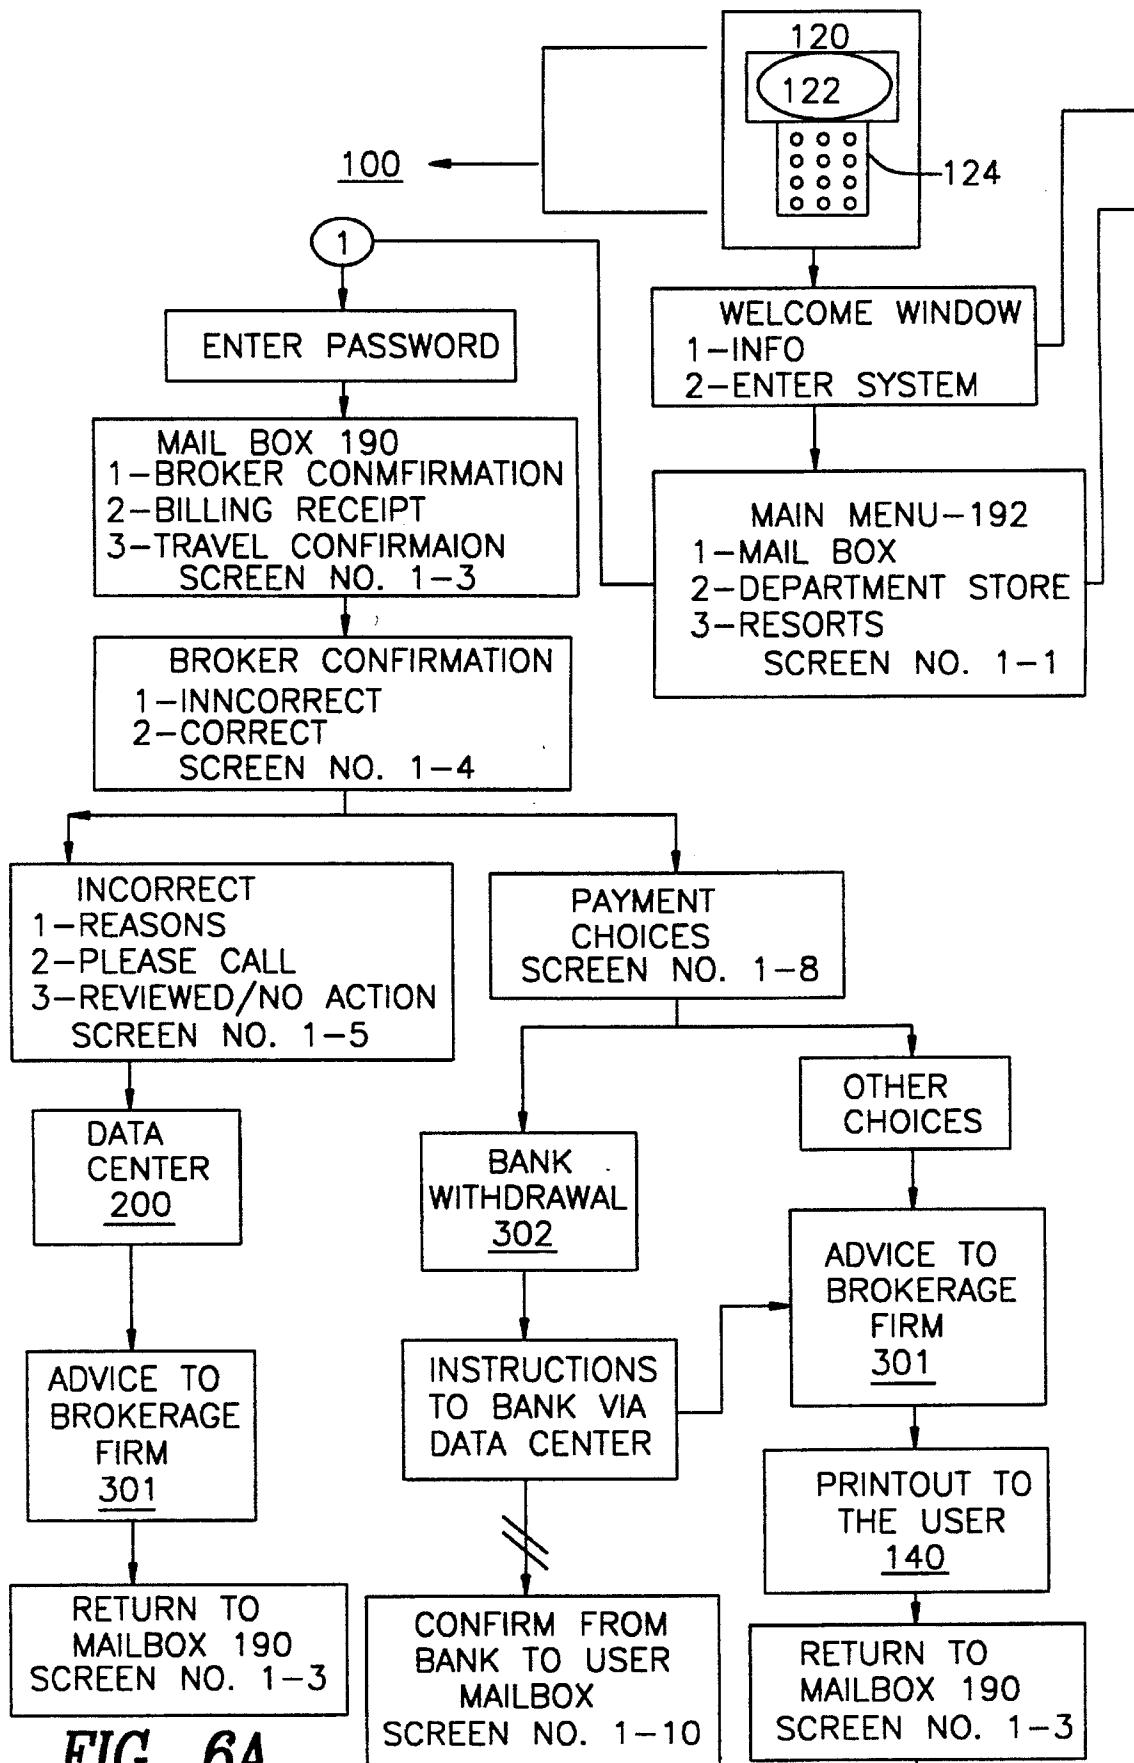 120
122
100
124
1
WELCOME WINDOW
1-INFO
2-ENTER SYSTEM
ENTER PASSWORD
MAIL BOX 190
1-BROKER CONMFIRMATION
2-BILLING RECEIPT
3-TRAVEL CONFIRMAION
SCREEN NO. 1-3
MAIN MENU-192
1-MAIL BOX
2-DEPARTMENT STORE
3-RESORTS
SCREEN NO. 1-1
BROKER CONFIRMATION
1-INNCORRECT
2-CORRECT
SCREEN NO. 1-4
INCORRECT
1-REASONS
2-PLEASE CALL
3-REVIEWED/NO ACTION
SCREEN NO. 1-5
PAYMENT
CHOICES
SCREEN NO. 1-8
OTHER
CHOICES
DATA
CENTER
200
BANK
WITHDRAWAL
302
ADVICE TO
BROKERAGE
FIRM
301
INSTRUCTIONS
TO BANK VIA
DATA CENTER
ADVICE TO
BROKERAGE
FIRM
301
PRINTOUT TO
THE USER
140
RETURN TO
MAILBOX 190
SCREEN NO. 1-3
CONFIRM FROM
BANK TO USER
MAILBOX
SCREEN NO. 1-10
RETURN TO
MAILBOX 190
SCREEN NO. 1-3
FIG. 6A